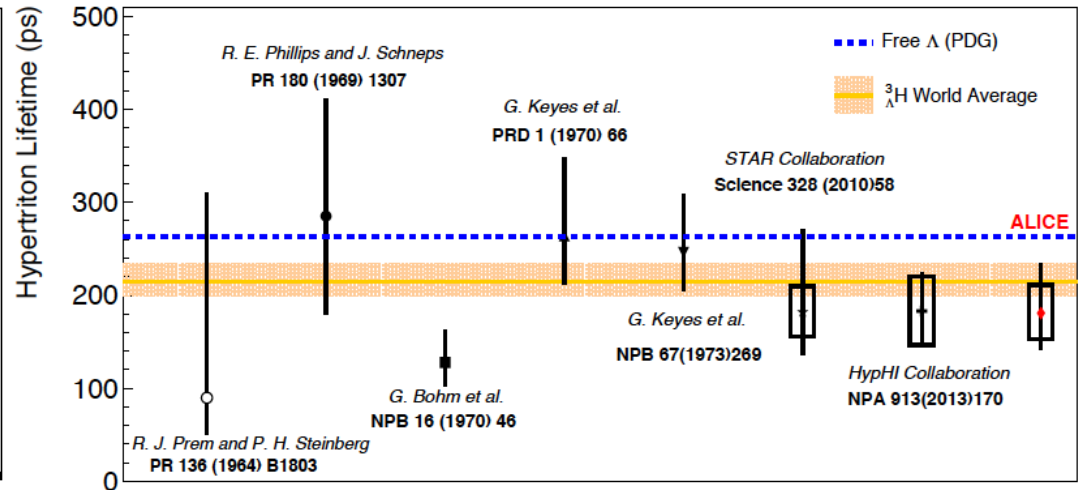 Hypertriton Lifetime (ps)
500
400
300
200
100
0
R. E. Phillips and J. Schneps
PR 180 (1969) 1307
G. Keyes et al.
PRD 1 (1970) 66
STAR Collaboration
Science 328 (2010)58
Free Λ (PDG)
³ΛH World Average
ALICE
G. Keyes et al.
NPB 67(1973)269
HypHI Collaboration
NPA 913(2013)170
G. Bohm et al.
NPB 16 (1970) 46
R. J. Prem and P. H. Steinberg
PR 136 (1964) B1803